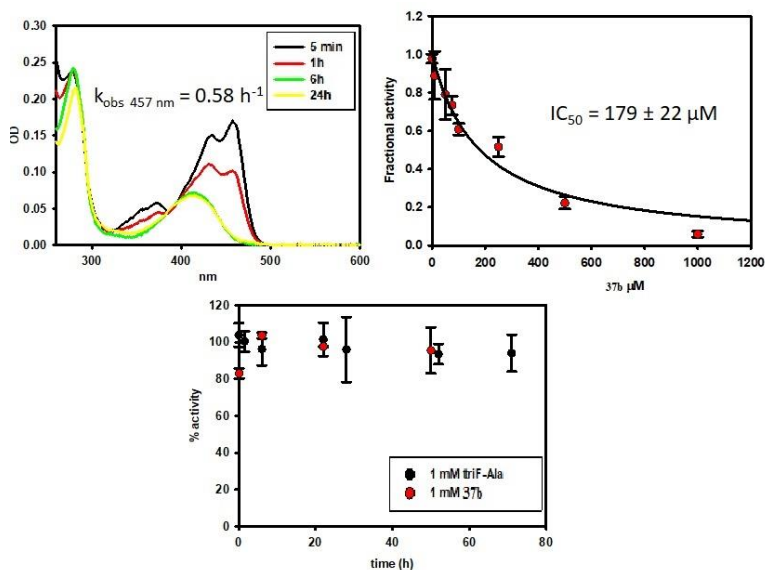 0.30
0.25
0.20
0.15
0.10
0.05
0.00
OD
5 min
1h
6h
24h
k obs 457 nm = 0.58 h-1
300 400 500 600
nm
1.2
1.0
0.8
0.6
0.4
0.2
0.0
Fractional activity
IC50 = 179 ± 22 µM
0 200 400 600 800 1000 1200
37b µM
120
100
80
60
40
20
0
% activity
1 mM triF-Ala
1 mM 37b
0 20 40 60 80
time (h)